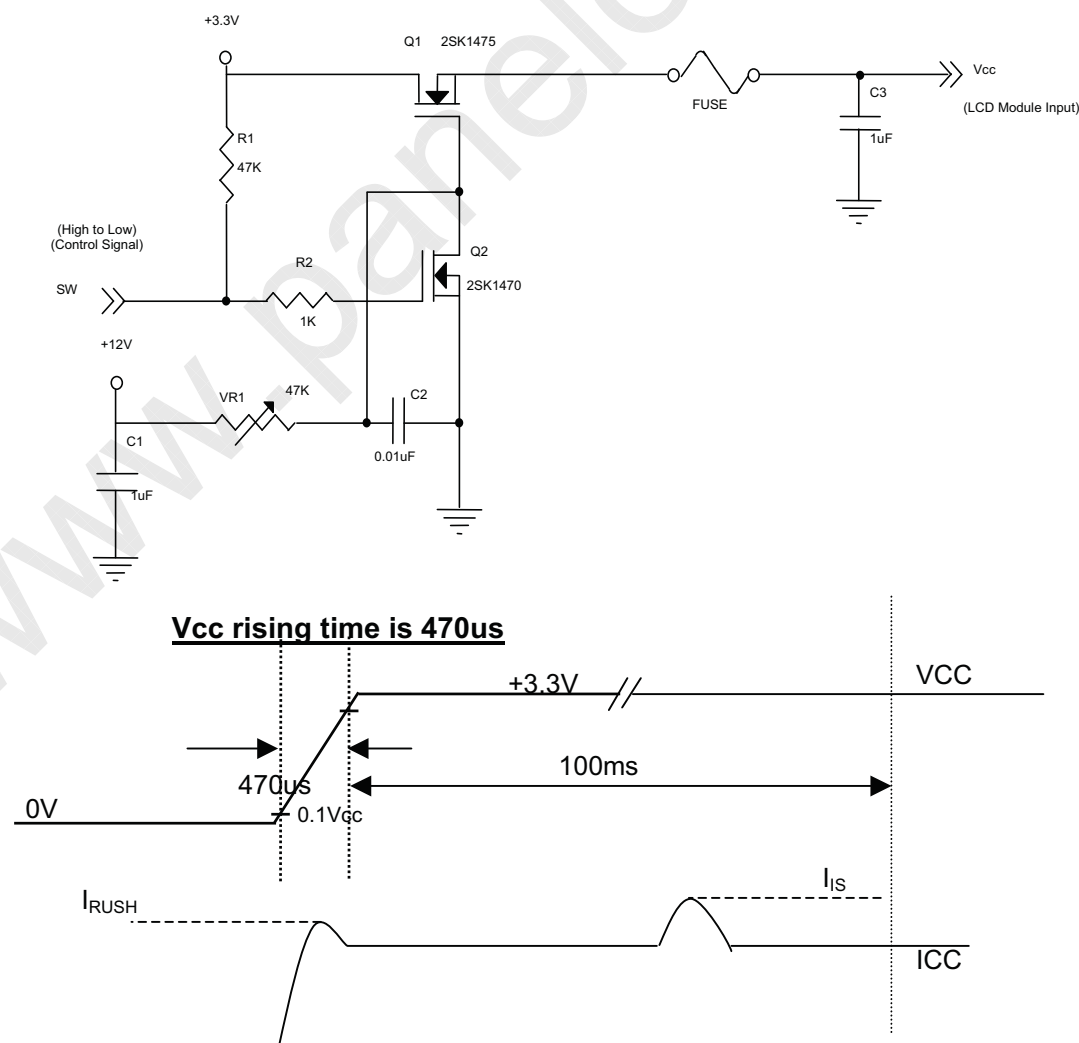 +3.3V
Q1 2SK1475
Vcc
FUSE
C3
(LCD Module Input)
R1
1uF
47K
(High to Low)
(Control Signal)
Q2
R2
SW
2SK1470
1K
+12V
VR1
47K
C2
C1
0.01uF
1uF
Vcc rising time is 470us
+3.3V
VCC
100ms
470us
0V
0.1Vcc
IIS
IRUSH
ICC
www.panel